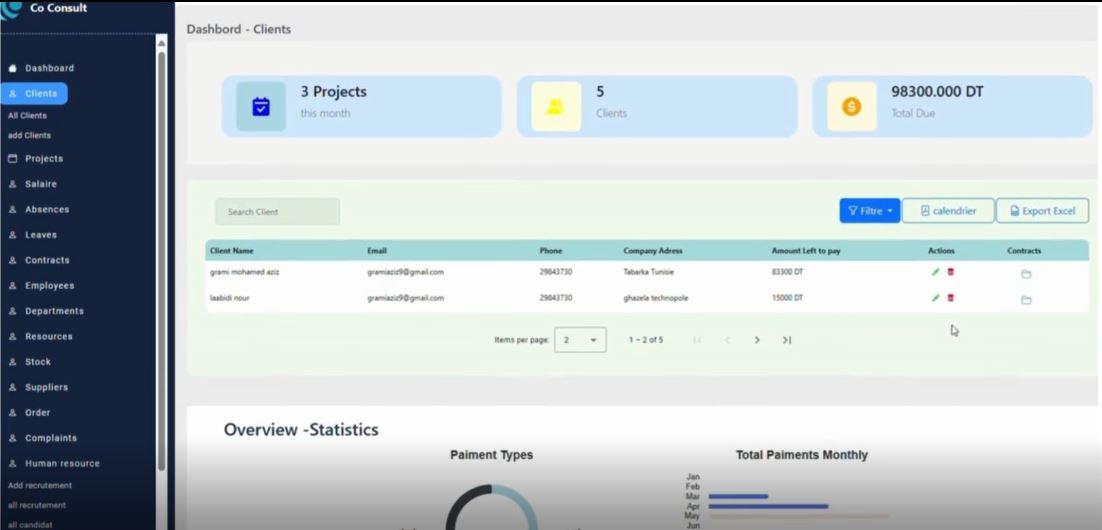 Co Consult
Dashboard
Clients
All Clients
add Clients
Projects
Salaire
Absences
Leaves
Contracts
Employees
Departments
Resources
Stock
Suppliers
Order
Complaints
Human resource
Add recrutement
all recrutement
all candidat
Dashbord - Clients
3 Projects
this month
5
Clients
98300.000 DT
Total Due
Search Client
Filtre
calendrier
Export Excel
Client Name Email Phone Company Adress Amount Left to pay Actions Contracts
grami mohamed aziz gramiaziz9@gmail.com 29843730 Tabarka Tunisie 83300 DT
laabidi nour gramiaziz9@gmail.com 29843730 ghazela technopole 15000 DT
Items per page: 2 1 – 2 of 5
Overview -Statistics
Paiment Types
Total Paiments Monthly
Jan
Feb
Mar
Apr
May
Jun